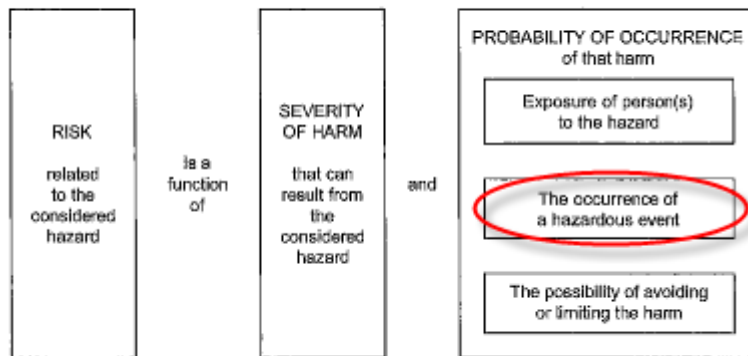 RISK
related
to the
considered
hazard
is a
function
of
SEVERITY
OF HARM
that can
result from
the
considered
hazard
and
PROBABILITY OF OCCURRENCE
of that harm
Exposure of person(s)
to the hazard
The occurrence of
a hazardous event
The possibility of avoiding
or limiting the harm